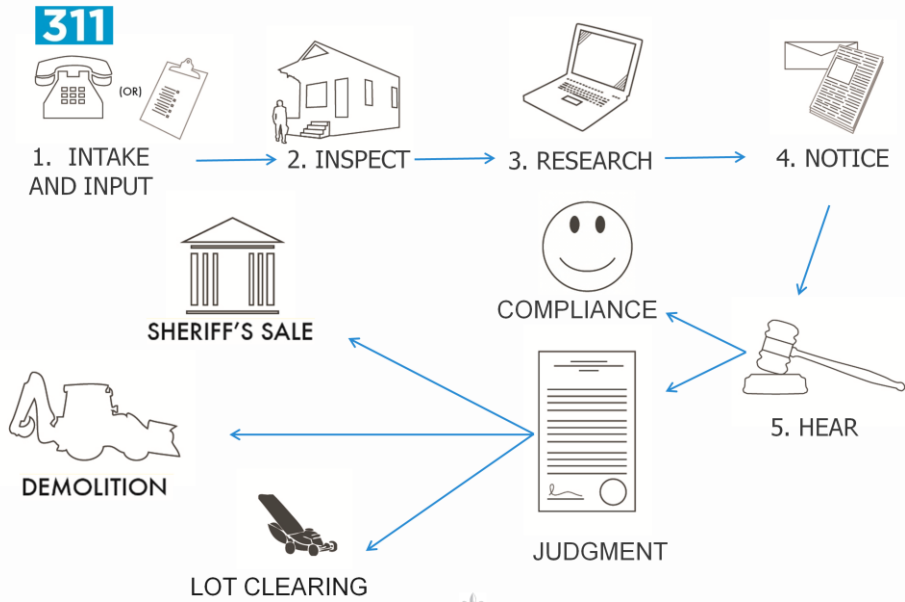 311
(OR)
1. INTAKE
AND INPUT
2. INSPECT
3. RESEARCH
4. NOTICE
COMPLIANCE
SHERIFF'S SALE
5. HEAR
DEMOLITION
JUDGMENT
LOT CLEARING